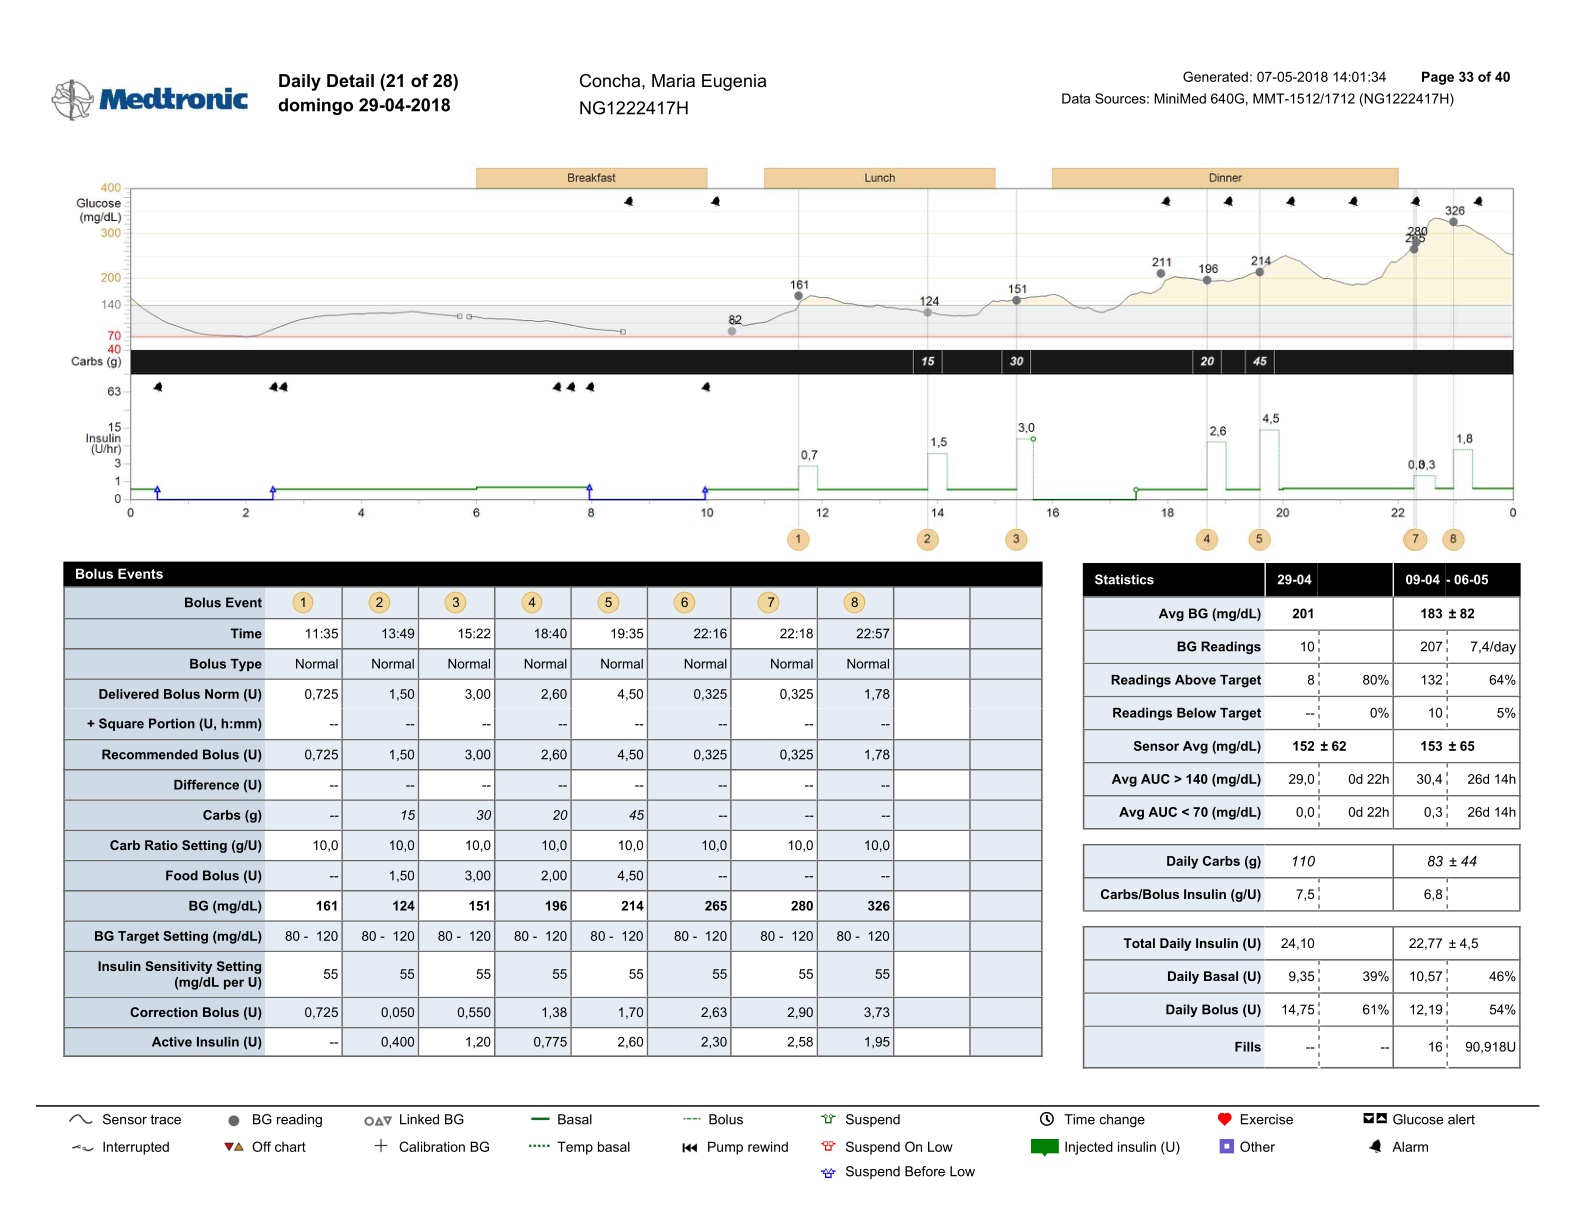 Medtronic
Daily Detail (21 of 28)
domingo 29-04-2018
Concha, Maria Eugenia
NG1222417H
Generated: 07-05-2018 14:01:34 Page 33 of 40
Data Sources: MiniMed 640G, MMT-1512/1712 (NG1222417H)
Breakfast Lunch Dinner
400
Glucose
(mg/dL)
300
200
140
70
40
82 161 124 151 211 196 214 265 280 326
Carbs (g) 15 30 20 45
63
15
Insulin
(U/hr)
3
1
0
0,7 1,5 3,0 2,6 4,5 0,3 0,3 1,8
0 2 4 6 8 10 12 14 16 18 20 22 0
1 2 3 4 5 7 8
Bolus Events
Bolus Event 1 2 3 4 5 6 7 8
Time 11:35 13:49 15:22 18:40 19:35 22:16 22:18 22:57
Bolus Type Normal Normal Normal Normal Normal Normal Normal Normal
Delivered Bolus Norm (U) 0,725 1,50 3,00 2,60 4,50 0,325 0,325 1,78
+ Square Portion (U, h:mm) -- -- -- -- -- -- -- --
Recommended Bolus (U) 0,725 1,50 3,00 2,60 4,50 0,325 0,325 1,78
Difference (U) -- -- -- -- -- -- -- --
Carbs (g) -- 15 30 20 45 -- -- --
Carb Ratio Setting (g/U) 10,0 10,0 10,0 10,0 10,0 10,0 10,0 10,0
Food Bolus (U) -- 1,50 3,00 2,00 4,50 -- -- --
BG (mg/dL) 161 124 151 196 214 265 280 326
BG Target Setting (mg/dL) 80 - 120 80 - 120 80 - 120 80 - 120 80 - 120 80 - 120 80 - 120 80 - 120
Insulin Sensitivity Setting
(mg/dL per U) 55 55 55 55 55 55 55 55
Correction Bolus (U) 0,725 0,050 0,550 1,38 1,70 2,63 2,90 3,73
Active Insulin (U) -- 0,400 1,20 0,775 2,60 2,30 2,58 1,95
Statistics 29-04 09-04 - 06-05
Avg BG (mg/dL) 201 183 ± 82
BG Readings 10 207 7,4/day
Readings Above Target 8 80% 132 64%
Readings Below Target -- 0% 10 5%
Sensor Avg (mg/dL) 152 ± 62 153 ± 65
Avg AUC > 140 (mg/dL) 29,0 0d 22h 30,4 26d 14h
Avg AUC < 70 (mg/dL) 0,0 0d 22h 0,3 26d 14h
Daily Carbs (g) 110 83 ± 44
Carbs/Bolus Insulin (g/U) 7,5 6,8
Total Daily Insulin (U) 24,10 22,77 ± 4,5
Daily Basal (U) 9,35 39% 10,57 46%
Daily Bolus (U) 14,75 61% 12,19 54%
Fills -- -- 16 90,918U
Sensor trace BG reading Linked BG Basal Bolus Suspend Time change Exercise Glucose alert
Interrupted Off chart Calibration BG Temp basal Pump rewind Suspend On Low Injected insulin (U) Other Alarm
Suspend Before Low